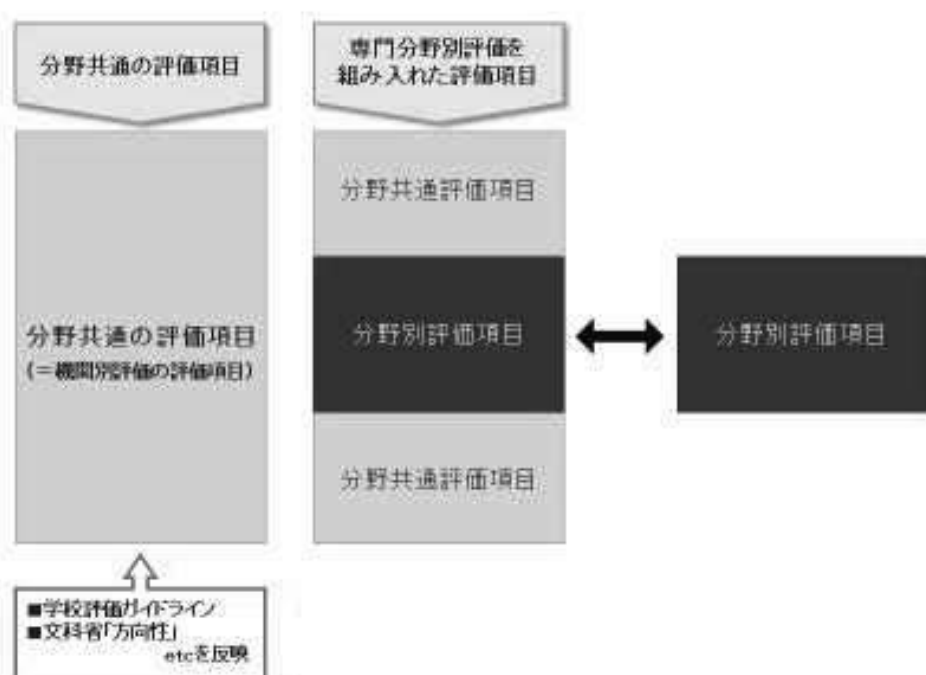 分野共通の評価項目
専門分野別評価を
組み入れた評価項目
分野共通の評価項目
(=機関別評価の評価項目)
分野共通評価項目
分野別評価項目
分野共通評価項目
分野別評価項目
■学校評価ガイドライン
■文科省「方向性」
etcを反映